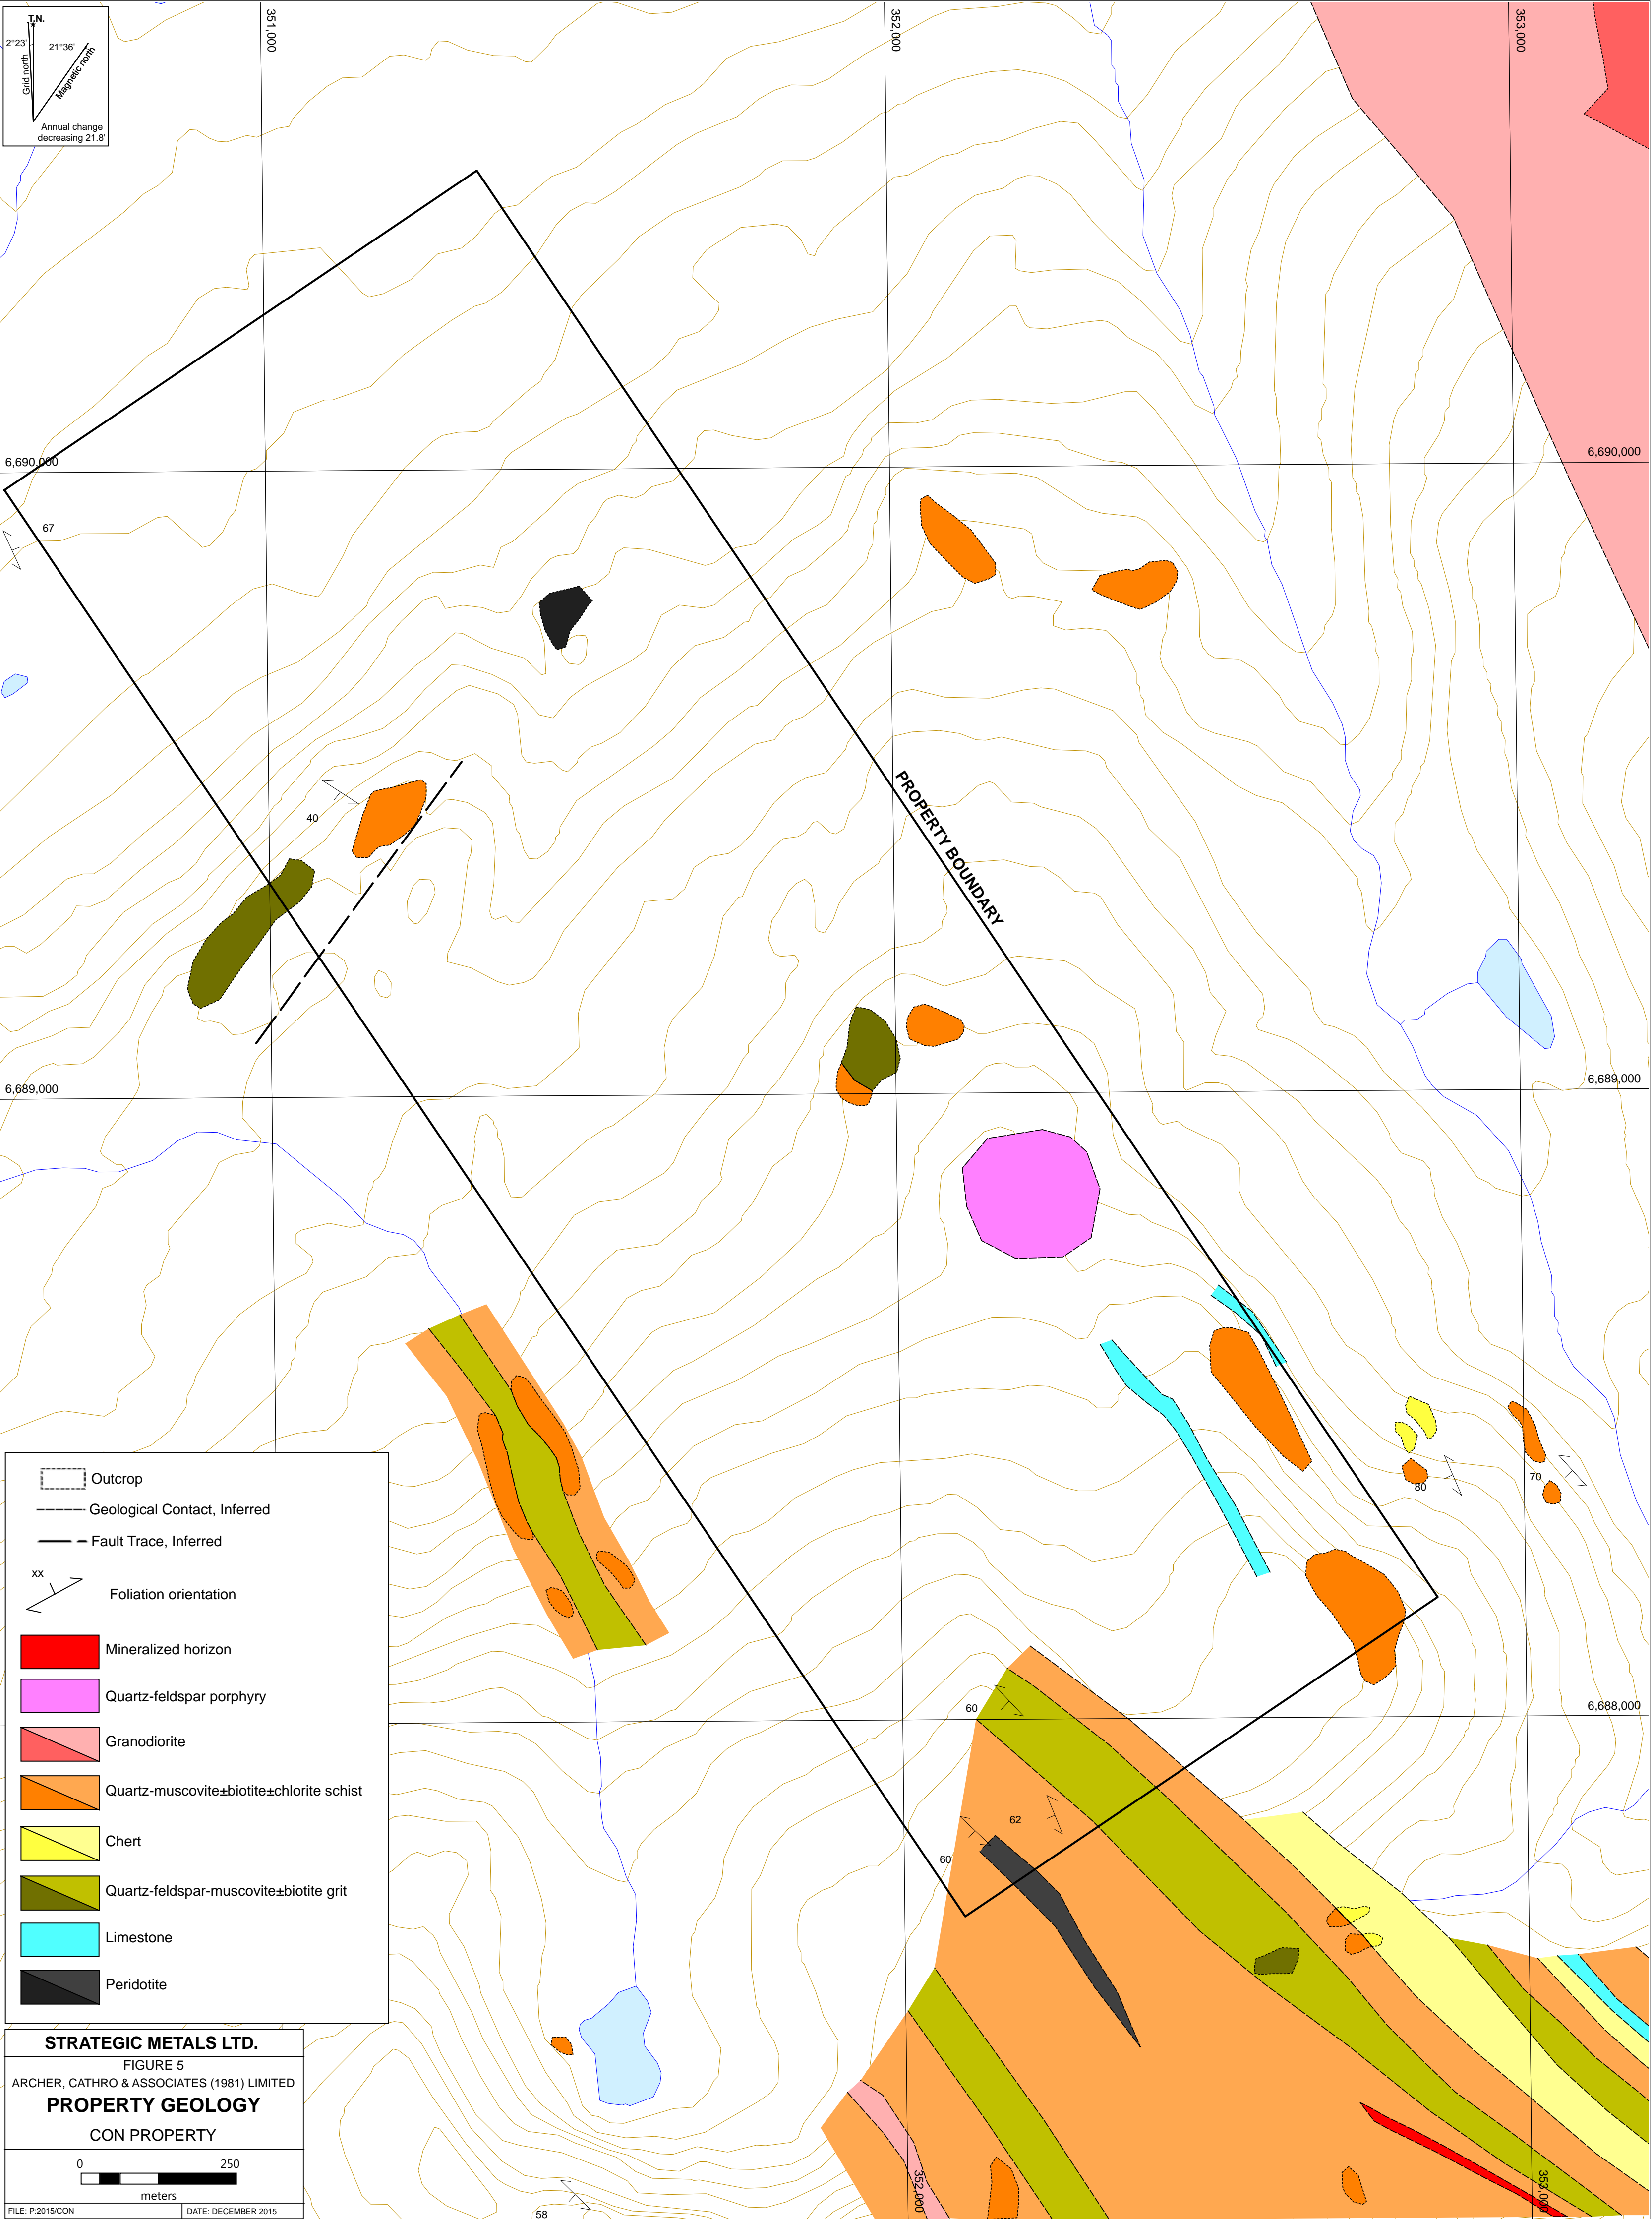 351,000
352,000
353,000
T.N.
2°23'
21°36'
Grid north
Magnetic north
Annual change
decreasing 21.8'
6,690,000
6,690,000
67
40
PROPERTY BOUNDARY
6,689,000
6,689,000
80
70
60
6,688,000
62
60
Outcrop
Geological Contact, Inferred
Fault Trace, Inferred
xx
Foliation orientation
Mineralized horizon
Quartz-feldspar porphyry
Granodiorite
Quartz-muscovite±biotite±chlorite schist
Chert
Quartz-feldspar-muscovite±biotite grit
Limestone
Peridotite
STRATEGIC METALS LTD.
FIGURE 5
ARCHER, CATHRO & ASSOCIATES (1981) LIMITED
PROPERTY GEOLOGY
CON PROPERTY
0 250
meters
FILE: P:2015/CON DATE: DECEMBER 2015
58
352,000
353,000